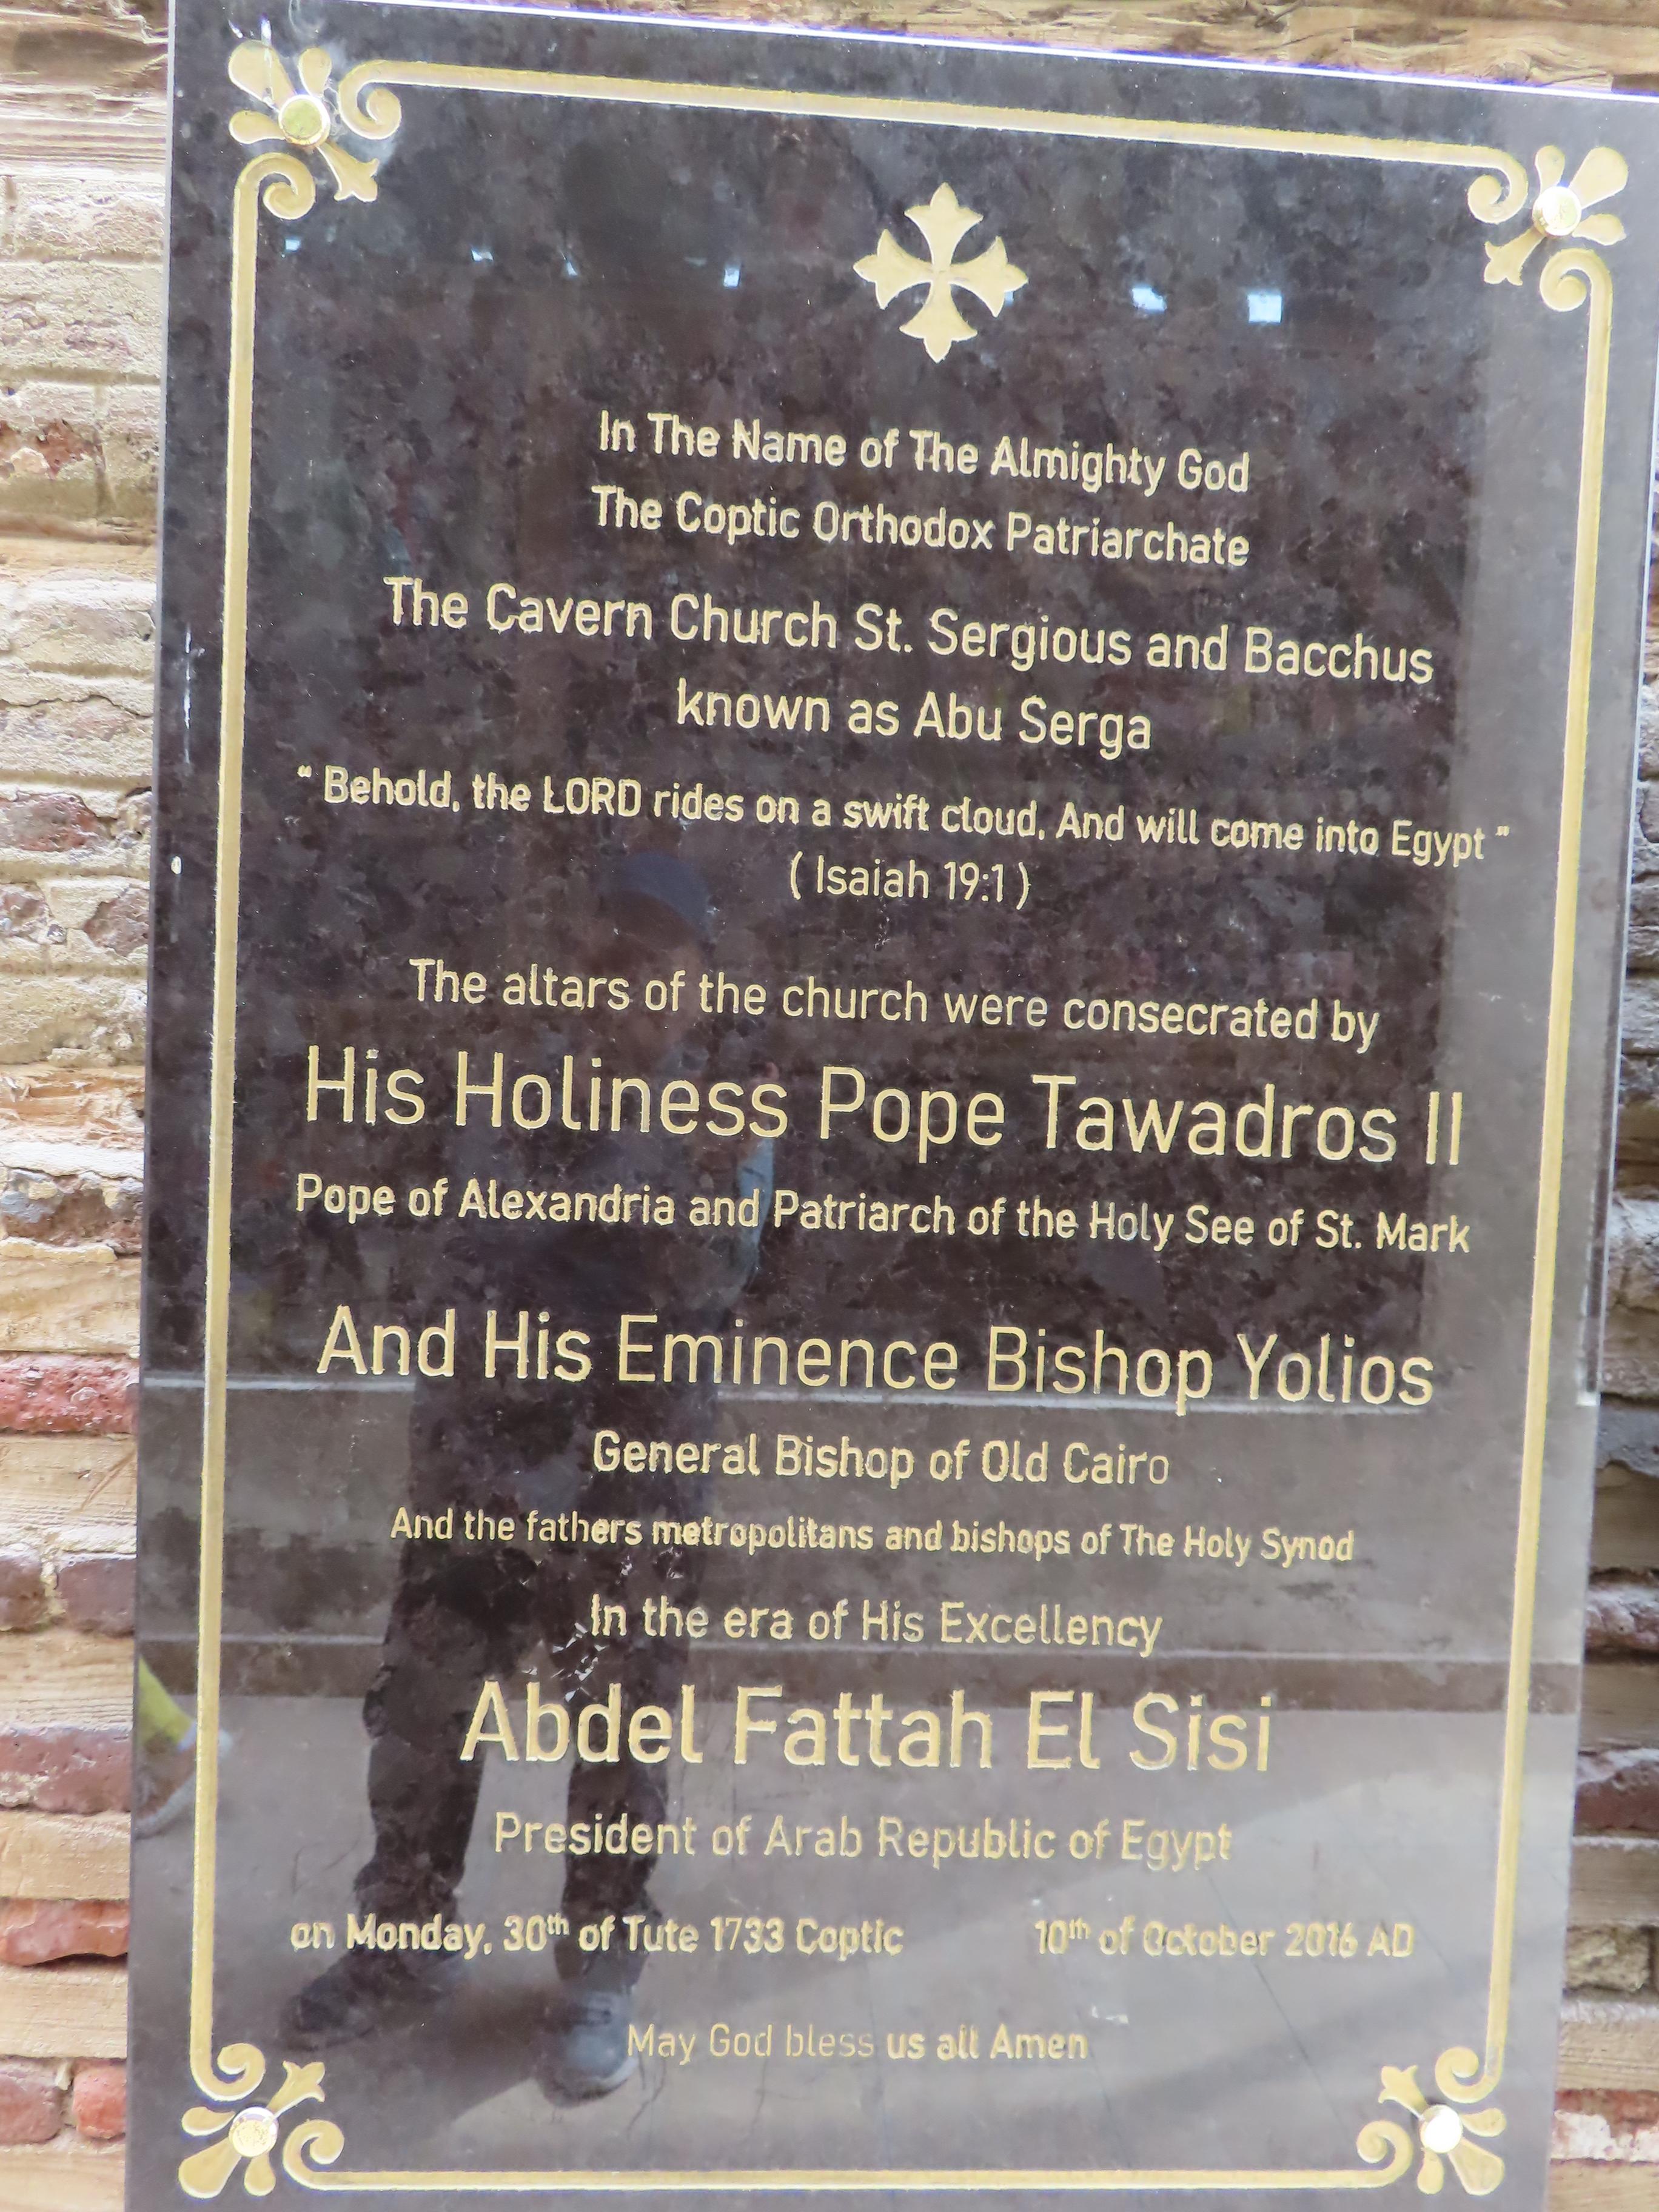 In The Name of The Almighty God
The Coptic Orthodox Patriarchate
The Cavern Church St. Sergious and Bacchus
known as Abu Serga
“ Behold, the LORD rides on a swift cloud, And will come into Egypt ”
( Isaiah 19:1 )
The altars of the church were consecrated by
His Holiness Pope Tawadros II
Pope of Alexandria and Patriarch of the Holy See of St. Mark
And His Eminence Bishop Yolios
General Bishop of Old Cairo
And the fathers metropolitans and bishops of The Holy Synod
In the era of His Excellency
Abdel Fattah El Sisi
President of Arab Republic of Egypt
on Monday, 30th of Tute 1733 Coptic 10th of October 2016 AD
May God bless us all Amen